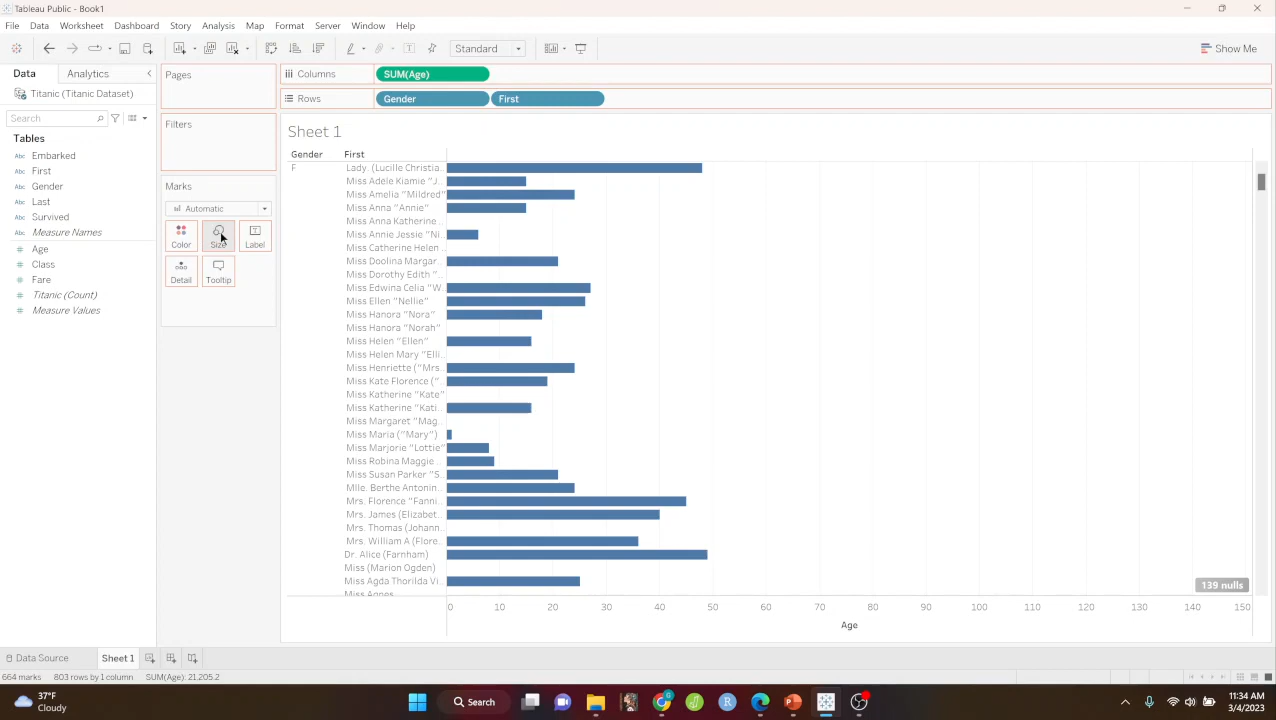 Tableau Public - Book1
File Data Worksheet Dashboard Story Analysis Map Format Server Window Help
Standard
Show Me
Data Analytics
Titanic (Titanic Dataset)
Search
Tables
Abc Embarked
Abc First
Abc Gender
Abc Last
Abc Survived
Abc Measure Names
# Age
# Class
# Fare
# Titanic (Count)
# Measure Values
Pages
Filters
Marks
Automatic
Color Size Label
Detail Tooltip
Columns SUM(Age)
Rows Gender First
Sheet 1
Gender First
F Lady. (Lucille Christia..
Miss Adele Kiamie "J..
Miss Amelia "Mildred"
Miss Anna "Annie"
Miss Anna Katherine ..
Miss Annie Jessie "Ni..
Miss Catherine Helen ..
Miss Doolina Margar..
Miss Dorothy Edith "..
Miss Edwina Celia "W..
Miss Ellen "Nellie"
Miss Hanora "Nora"
Miss Hanora "Norah"
Miss Helen "Ellen"
Miss Helen Mary "Elli..
Miss Henriette ("Mrs..
Miss Kate Florence ("..
Miss Katherine "Kate"
Miss Katherine "Kati..
Miss Margaret "Mag..
Miss Maria ("Mary")
Miss Marjorie "Lottie"
Miss Robina Maggie ..
Miss Susan Parker "S..
Mlle. Berthe Antonin..
Mrs. Florence "Fanni..
Mrs. James (Elizabet..
Mrs. Thomas (Johann..
Mrs. William A (Flore..
Dr. Alice (Farnham)
Miss (Marion Ogden)
Miss Agda Thorilda Vi..
Miss Agnes
139 nulls
0 10 20 30 40 50 60 70 80 90 100 110 120 130 140 150
Age
Data Source Sheet 1
664 marks 803 rows by 1 column SUM(Age): 21,205.2
37°F
Cloudy
Search
11:34 AM
3/4/2023